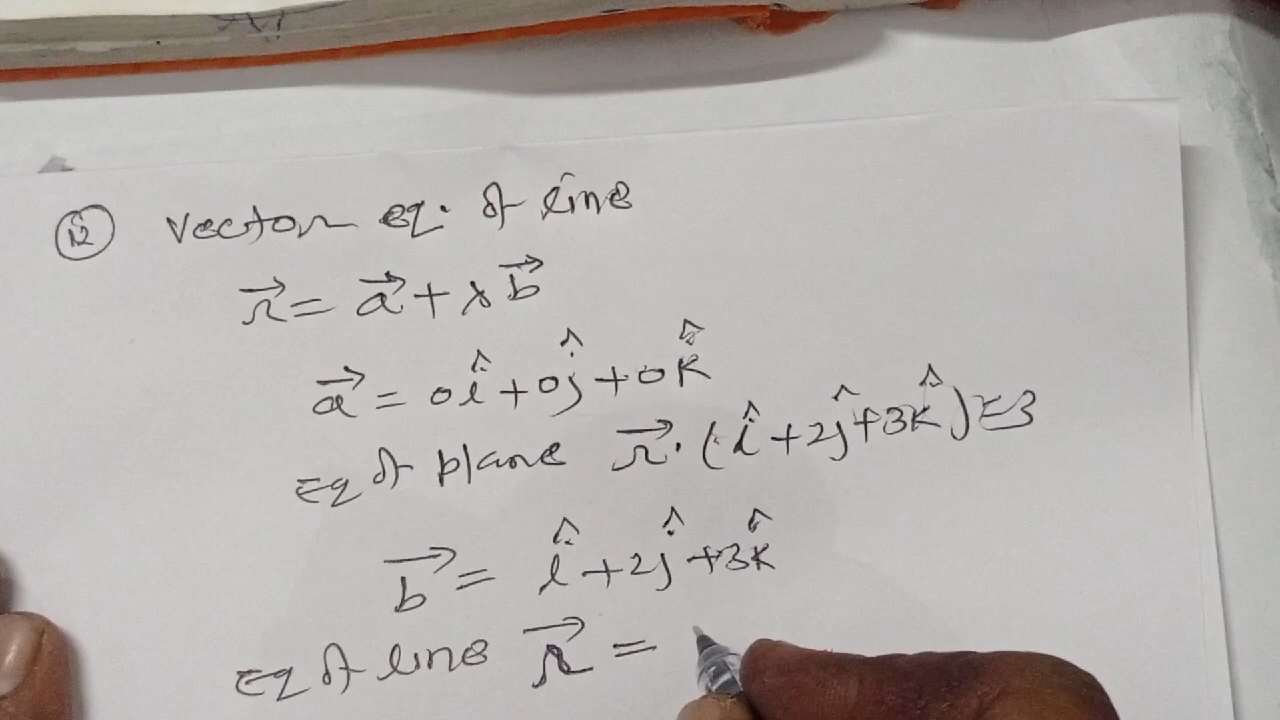 (12) Vector eq. of line
r⃗ = a⃗ + λ b⃗
a⃗ = 0î + 0ĵ + 0k̂
Eq of plane r⃗. (î + 2ĵ + 3k̂) = 3
b⃗ = î + 2ĵ + 3k̂
Eq of line r⃗ =